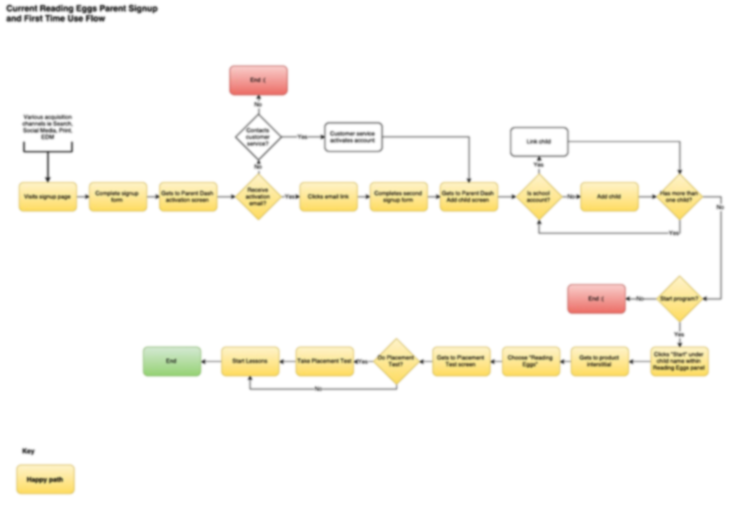 Current Reading Eggs Parent Signup
and First Time Use Flow
End :(
Various acquisition
channels ie Search,
Social Media, Print,
EDM
No
Contacts
customer
service?
Yes
Customer service
activates account
Link child
No
Yes
Visits signup page
Complete signup
form
Gets to Parent Dash
activation screen
Receive
activation
email?
Yes
Clicks email link
Completes second
signup form
Gets to Parent Dash
Add child screen
Is school
account?
No
Add child
Has more than
one child?
No
Yes
End :(
No
Start program?
Yes
End
Start Lessons
Take Placement Test
Yes
Do Placement
Test?
Gets to Placement
Test screen
Choose "Reading
Eggs"
Gets to product
interstitial
Clicks "Start" under
child name within
Reading Eggs panel
No
Key
Happy path